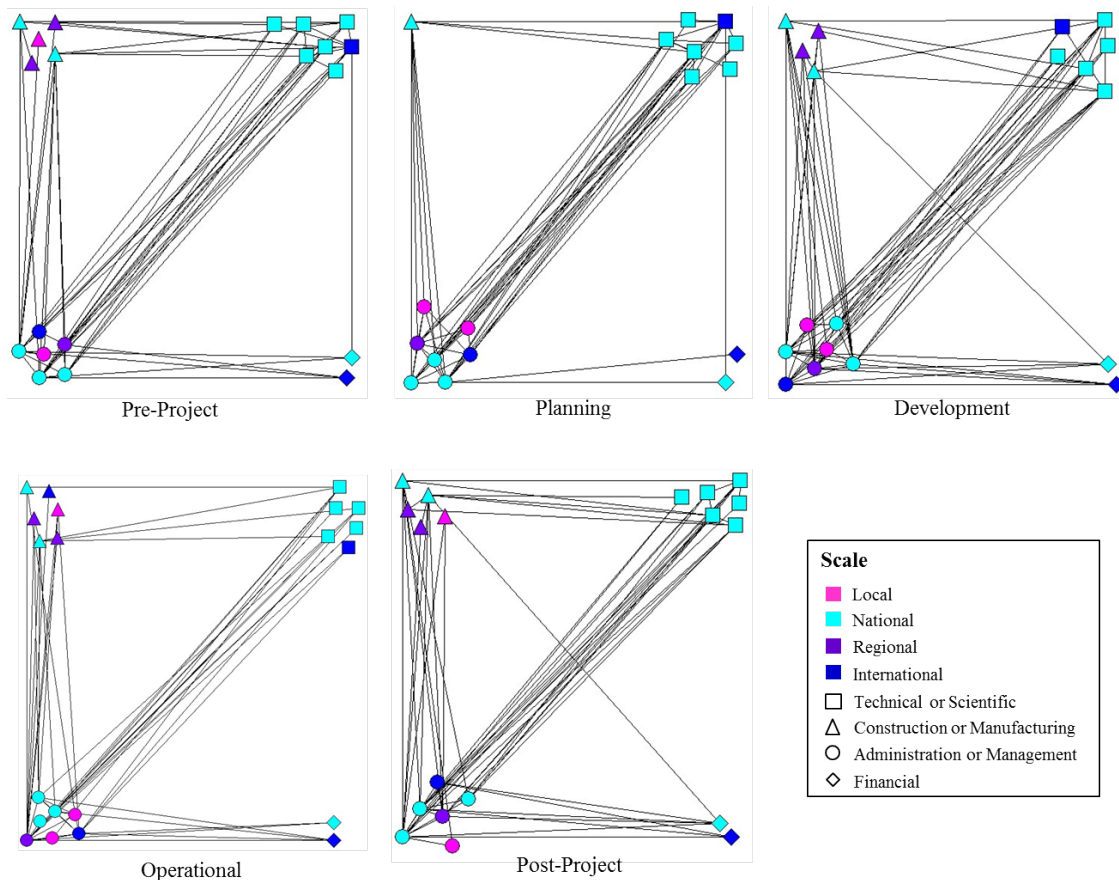 Pre-Project
Planning
Development
Operational
Post-Project
Scale
Local
National
Regional
International
Technical or Scientific
Construction or Manufacturing
Administration or Management
Financial